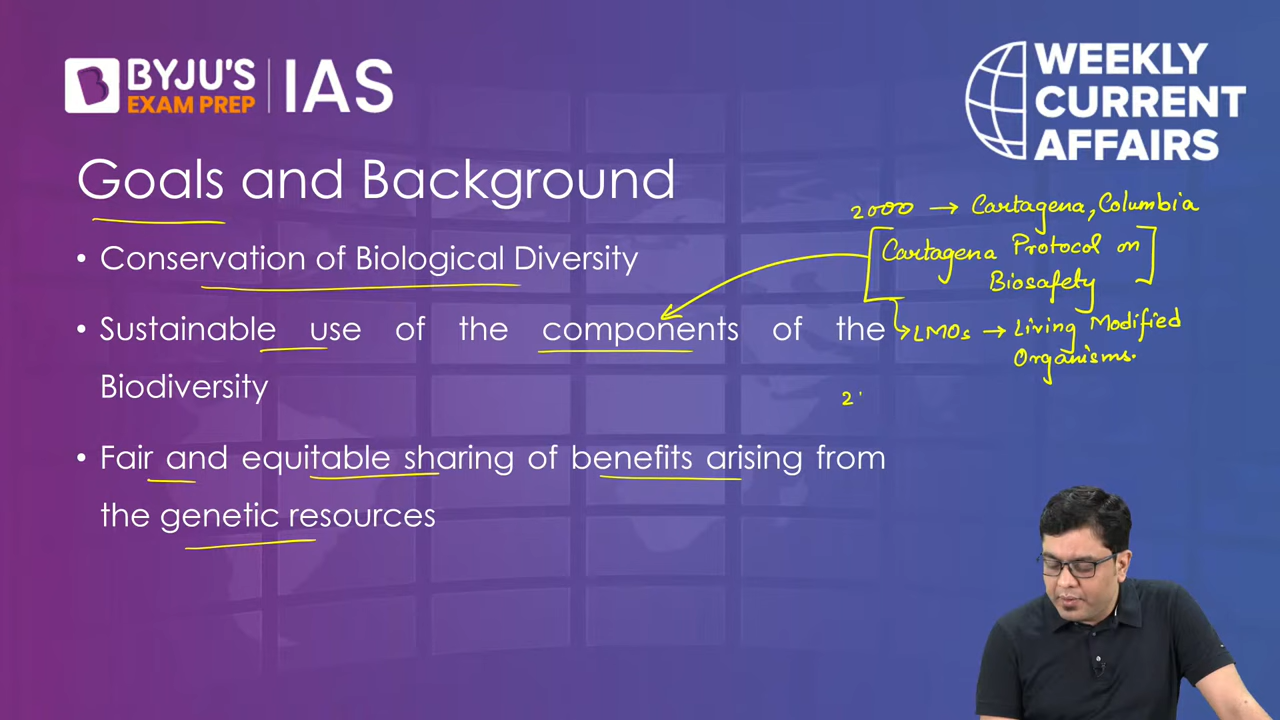 BYJU'S
EXAM PREP
IAS
WEEKLY
CURRENT
AFFAIRS
Goals and Background
2000 → Cartagena, Columbia
• Conservation of Biological Diversity
[Cartagena Protocol on
Biosafety]
• Sustainable use of the components of the
Biodiversity
LMOs → Living Modified
Organisms.
2
• Fair and equitable sharing of benefits arising from
the genetic resources